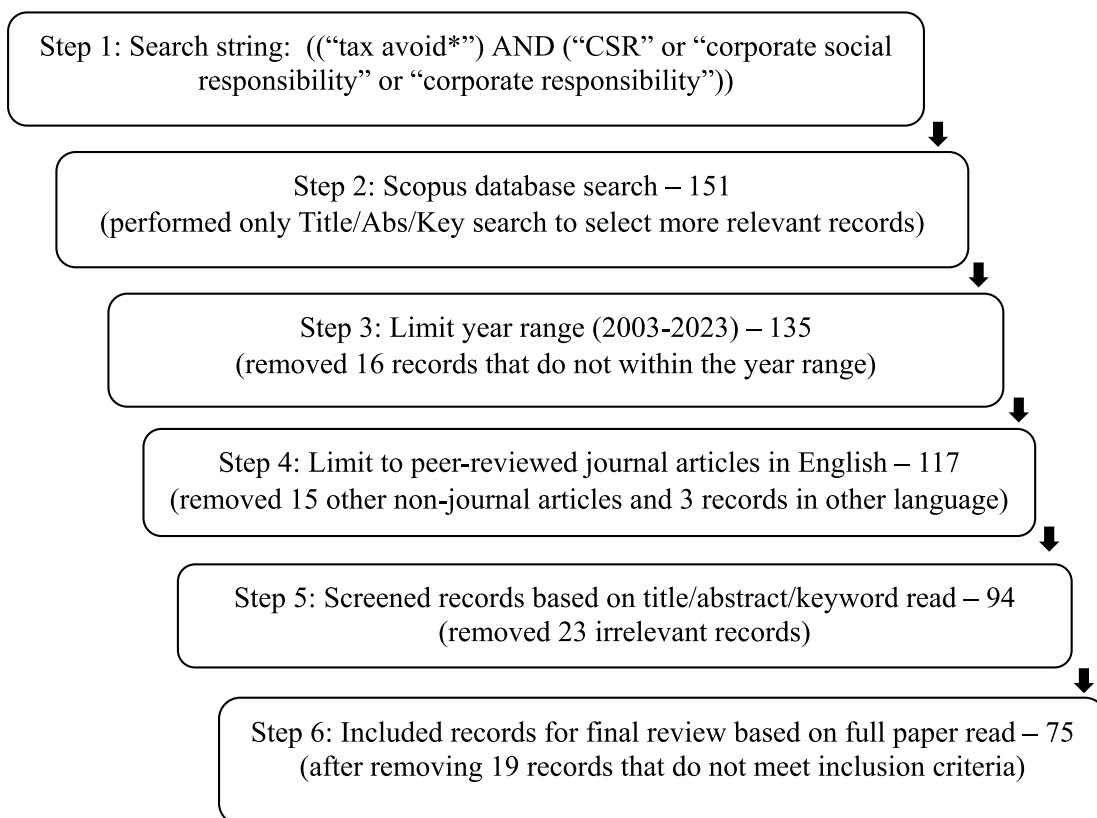 Step 1: Search string:  ((“tax avoid*”) AND (“CSR” or “corporate social
responsibility” or “corporate responsibility”))
Step 2: Scopus database search – 151
(performed only Title/Abs/Key search to select more relevant records)
Step 3: Limit year range (2003-2023) – 135
(removed 16 records that do not within the year range)
Step 4: Limit to peer-reviewed journal articles in English – 117
(removed 15 other non-journal articles and 3 records in other language)
Step 5: Screened records based on title/abstract/keyword read – 94
(removed 23 irrelevant records)
Step 6: Included records for final review based on full paper read – 75
(after removing 19 records that do not meet inclusion criteria)